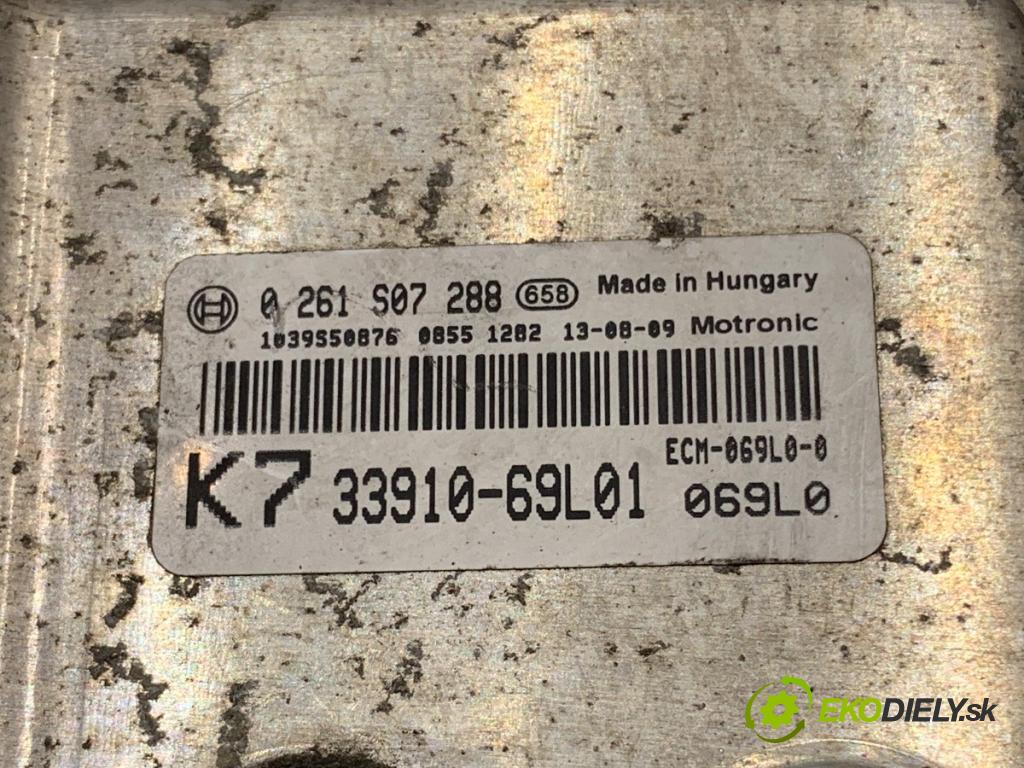 0 261 S07 288 658 Made in Hungary
1039S50876 0855 1282 13-08-09 Motronic
ECM-069L0-0
K7 33910-69L01 069L0
EKODIELY.sk